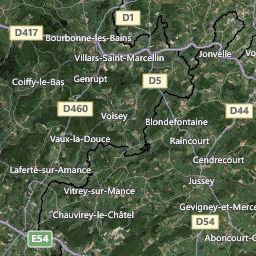 D1
D417
Bourbonne-les-Bains
Jonvelle
Villars-Saint-Marcellin
Coiffy-le-Bas
Genrupt
D5
D460
Voisey
D44
Blondefontaine
Vaux-la-Douce
Raincourt
Cendrecourt
Laferté-sur-Amance
Jussey
Vitrey-sur-Mance
Gevigney-et-Merce
Chauvirey-le-Châtel
D54
E54
Aboncourt-G